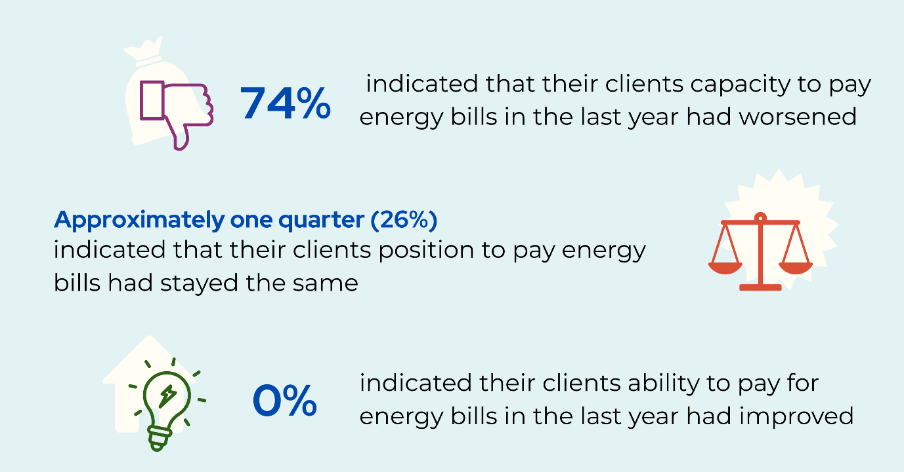 74%
indicated that their clients capacity to pay
energy bills in the last year had worsened
Approximately one quarter (26%)
indicated that their clients position to pay energy
bills had stayed the same
0%
indicated their clients ability to pay for
energy bills in the last year had improved